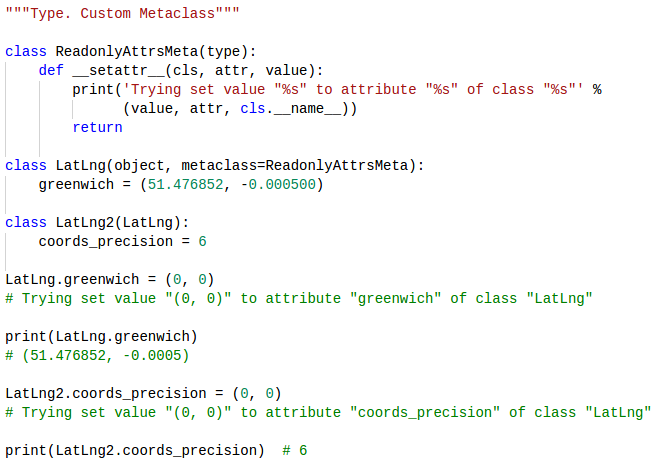 """Type. Custom Metaclass"""

class ReadonlyAttrsMeta(type):
    def __setattr__(cls, attr, value):
        print('Trying set value "%s" to attribute "%s" of class "%s"' %
              (value, attr, cls.__name__))
        return

class LatLng(object, metaclass=ReadonlyAttrsMeta):
    greenwich = (51.476852, -0.000500)

class LatLng2(LatLng):
    coords_precision = 6

LatLng.greenwich = (0, 0)
# Trying set value "(0, 0)" to attribute "greenwich" of class "LatLng"

print(LatLng.greenwich)
# (51.476852, -0.0005)

LatLng2.coords_precision = (0, 0)
# Trying set value "(0, 0)" to attribute "coords_precision" of class "LatLng"

print(LatLng2.coords_precision)  # 6